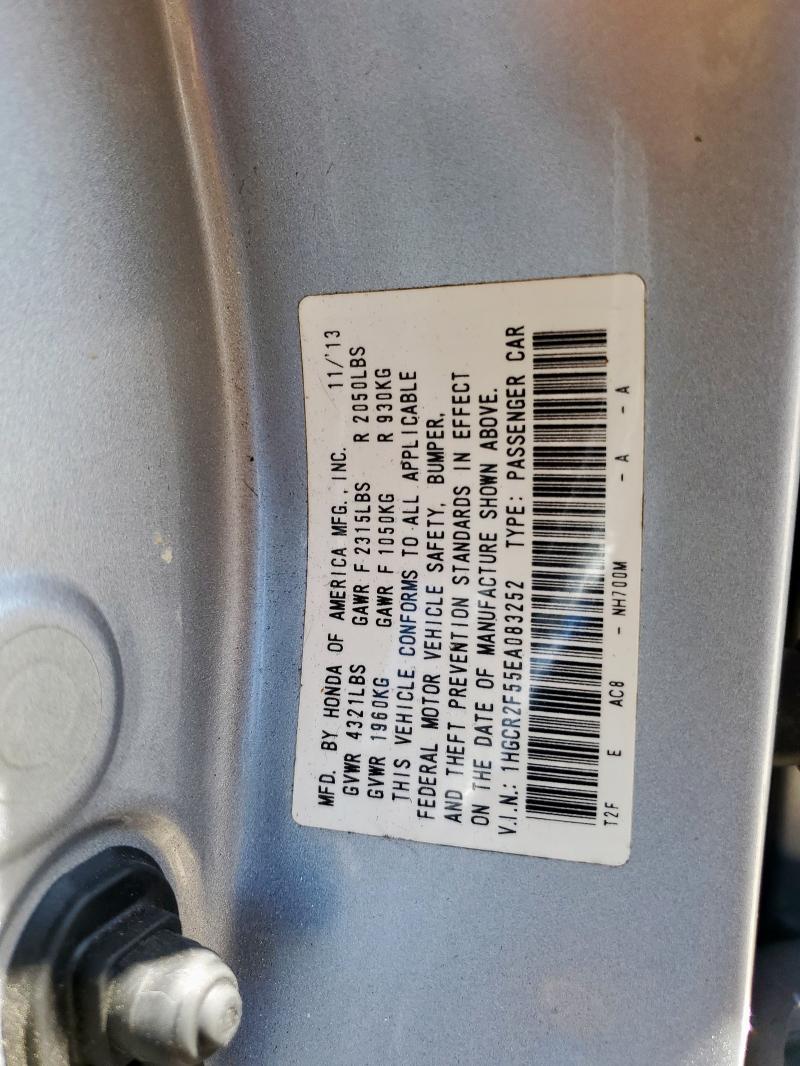 MFD. BY HONDA OF AMERICA MFG., INC. 11/'13
GVWR 4321LBS GAWR F 2315LBS R 2050LBS
GVWR 1960KG GAWR F 1050KG R 930KG
THIS VEHICLE CONFORMS TO ALL APPLICABLE
FEDERAL MOTOR VEHICLE SAFETY, BUMPER,
AND THEFT PREVENTION STANDARDS IN EFFECT
ON THE DATE OF MANUFACTURE SHOWN ABOVE.
V.I.N.: 1HGCR2F55EA083252 TYPE: PASSENGER CAR
T2F E AC8 - NH700M - A - A